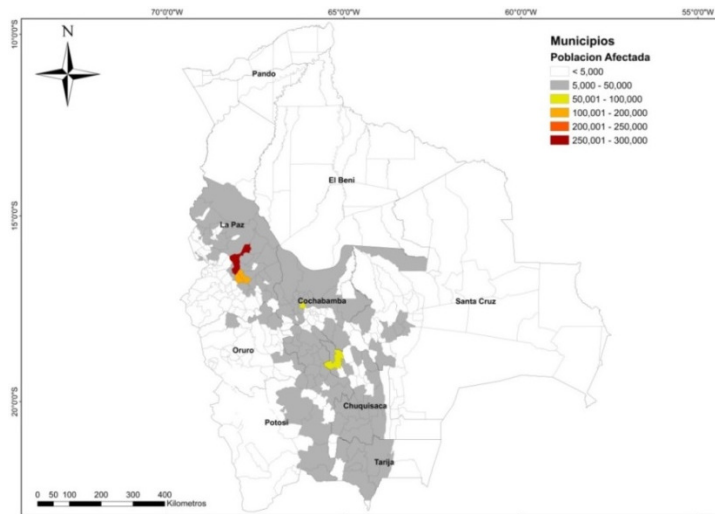 70°0'0"O 65°0'0"O 60°0'0"O 55°0'0"O
10°0'0"S
N
Municipios
Poblacion Afectada
< 5,000
5,000 - 50,000
50,001 - 100,000
100,001 - 200,000
200,001 - 250,000
250,001 - 300,000
Pando
El Beni
15°0'0"S
La Paz
Cochabamba
Santa Cruz
Oruro
20°0'0"S
Chuquisaca
Potosi
Tarija
0 50 100 200 300 400
Kilometros